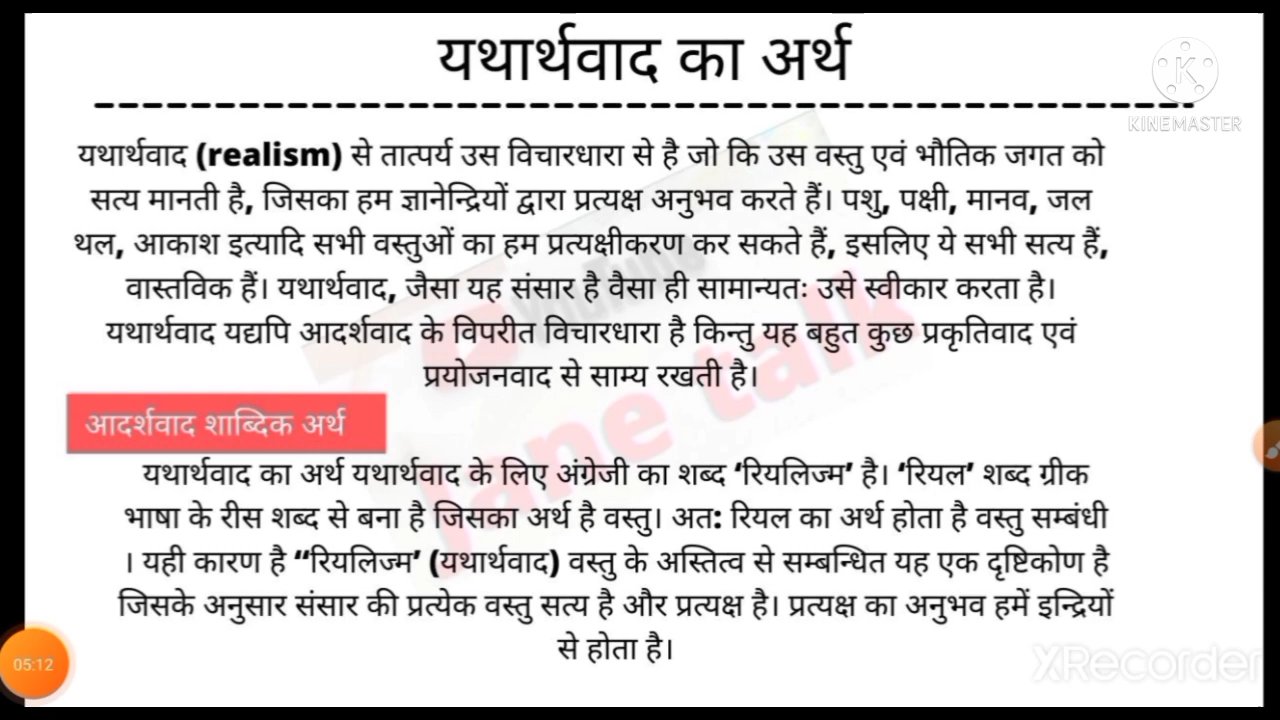 यथार्थवाद का अर्थ
KINEMASTER
यथार्थवाद (realism) से तात्पर्य उस विचारधारा से है जो कि उस वस्तु एवं भौतिक जगत को
सत्य मानती है, जिसका हम ज्ञानेन्द्रियों द्वारा प्रत्यक्ष अनुभव करते हैं। पशु, पक्षी, मानव, जल
थल, आकाश इत्यादि सभी वस्तुओं का हम प्रत्यक्षीकरण कर सकते हैं, इसलिए ये सभी सत्य हैं,
वास्तविक हैं। यथार्थवाद, जैसा यह संसार है वैसा ही सामान्यतः उसे स्वीकार करता है।
यथार्थवाद यद्यपि आदर्शवाद के विपरीत विचारधारा है किन्तु यह बहुत कुछ प्रकृतिवाद एवं
प्रयोजनवाद से साम्य रखती है।
Jane talk
आदर्शवाद शाब्दिक अर्थ
यथार्थवाद का अर्थ यथार्थवाद के लिए अंग्रेजी का शब्द ‘रियलिज्म’ है। ‘रियल’ शब्द ग्रीक
भाषा के रीस शब्द से बना है जिसका अर्थ है वस्तु। अत: रियल का अर्थ होता है वस्तु सम्बंधी
। यही कारण है “रियलिज्म’ (यथार्थवाद) वस्तु के अस्तित्व से सम्बन्धित यह एक दृष्टिकोण है
जिसके अनुसार संसार की प्रत्येक वस्तु सत्य है और प्रत्यक्ष है। प्रत्यक्ष का अनुभव हमें इन्द्रियों
से होता है।
05:12
XRecorder